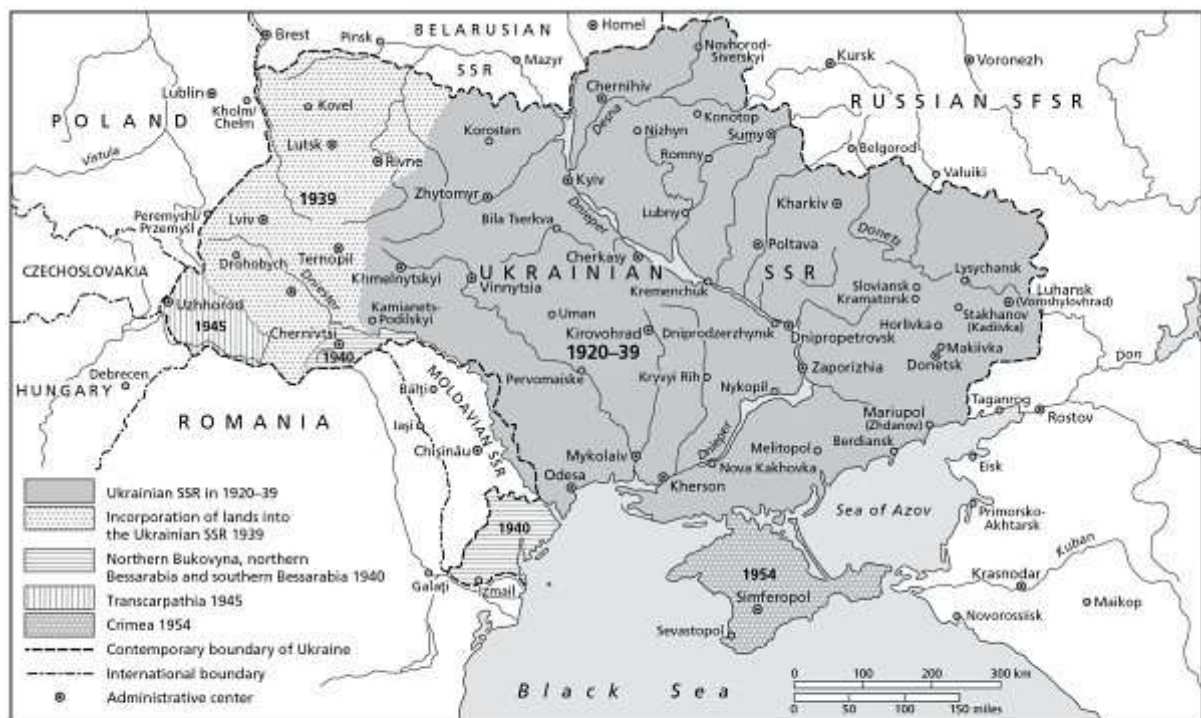 BELARUSIAN
SSR
Homel
Brest
Pinsk
Mazyr
Novhorod-
Siverskyi
Kursk
Voronezh
Lublin
Kholm/
Chelm
Kovel
Chernihiv
Desna
RUSSIAN SFSR
POLAND
Vistula
Korosten
Nizhyn
Konotop
Sumy
Lutsk
Rivne
Romny
Belgorod
Valuiki
Kyiv
1939
Zhytomyr
Kharkiv
Peremyshl/
Przemyśl
Lviv
Bila Tserkva
Dnieper
Lubny
Donets
Poltava
CZECHOSLOVAKIA
Drohobych
Ternopil
Dniester
Khmelnytskyi
Cherkasy
UKRAINIAN
SSR
Vinnytsia
Kremenchuk
Lysychansk
Sloviansk
Kramatorsk
Luhansk
(Voroshylovhrad)
Stakhanov
(Kadiivka)
Uzhhorod
1945
Kamianets-
Podilskyi
Uman
Kirovohrad
Dniprodzerzhynsk
Dnipropetrovsk
Horlivka
Makiivka
Donetsk
Chernivtsi
1940
1920–39
Don
HUNGARY
Debrecen
Pervomaiske
Kryvyi Rih
Zaporizhia
Nykopil
Bălți
MOLDAVIAN SSR
ROMANIA
Iași
Chișinău
Taganrog
Rostov
Mariupol
(Zhdanov)
Berdiansk
Melitopol
Dnieper
Mykolaiv
Nova Kakhovka
Odesa
Kherson
Eisk
Sea of Azov
Primorsko-
Akhtarsk
1940
Kuban
Galați
Izmail
1954
Simferopol
Sevastopol
Krasnodar
Maikop
Novorossiisk
Black Sea
Ukrainian SSR in 1920–39
Incorporation of lands into
the Ukrainian SSR 1939
Northern Bukovyna, northern
Bessarabia and southern Bessarabia 1940
Transcarpathia 1945
Crimea 1954
Contemporary boundary of Ukraine
International boundary
Administrative center
0 100 200 300 km
0 50 100 150 miles